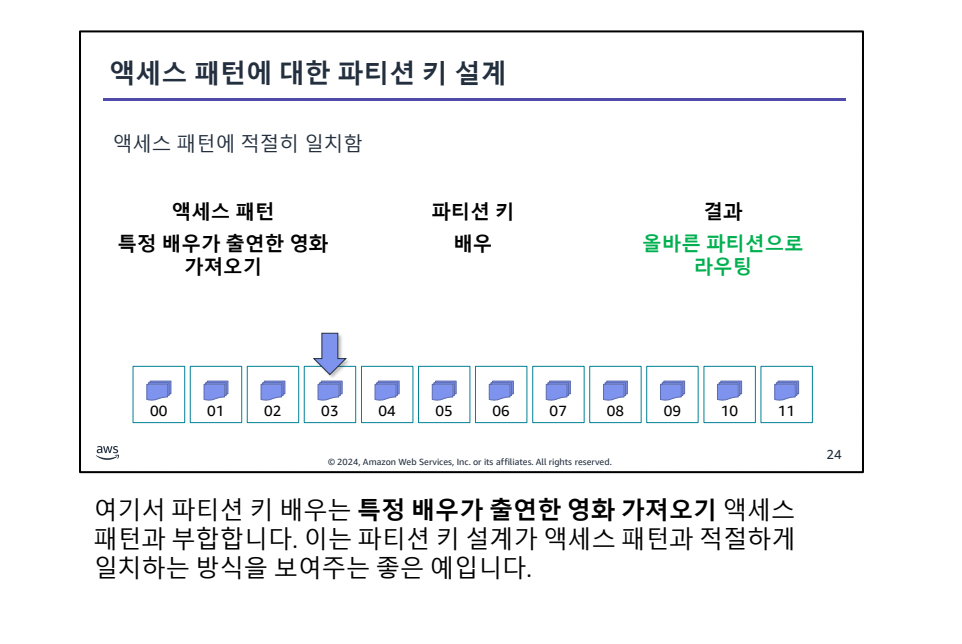 액세스 패턴에 대한 파티션 키 설계
액세스 패턴에 적절히 일치함
액세스 패턴
특정 배우가 출연한 영화
가져오기
파티션 키
배우
결과
올바른 파티션으로
라우팅
00 01 02 03 04 05 06 07 08 09 10 11
aws
© 2024, Amazon Web Services, Inc. or its affiliates. All rights reserved.
24
여기서 파티션 키 배우는 특정 배우가 출연한 영화 가져오기 액세스
패턴과 부합합니다. 이는 파티션 키 설계가 액세스 패턴과 적절하게
일치하는 방식을 보여주는 좋은 예입니다.